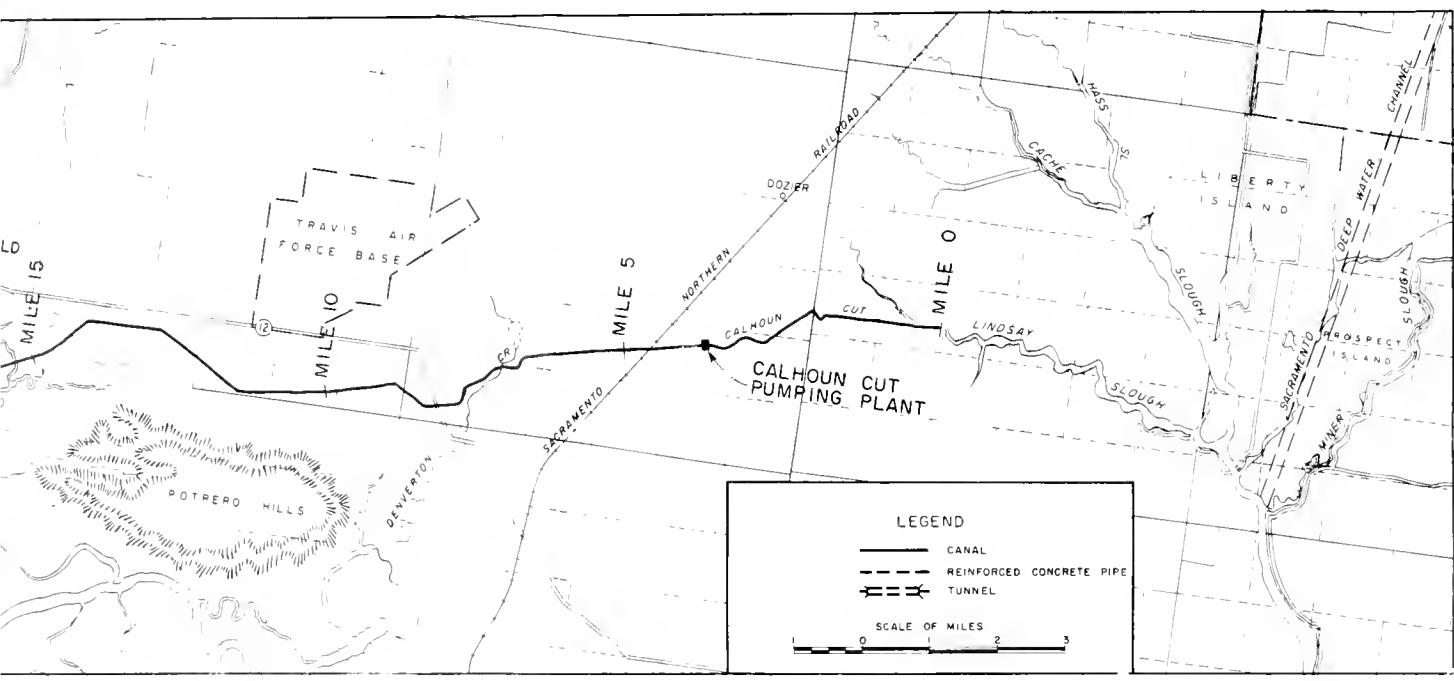 LD
MILE 15
TRAVIS AIR
FORCE BASE
12
MILE 10
MILE 5
SACRAMENTO
NORTHERN
RAILROAD
DOZIER
CALHOUN
CUT
MILE 0
CALHOUN CUT
PUMPING PLANT
LINDSAY
SLOUGH
HASS
SL
CACHE
SLOUGH
LIBERTY
ISLAND
SACRAMENTO
DEEP WATER
CHANNEL
PROSPECT
ISLAND
MINER
SLOUGH
DENVERTON
CR
POTRERO HILLS
LEGEND
CANAL
REINFORCED CONCRETE PIPE
TUNNEL
SCALE OF MILES
1 0 1 2 3